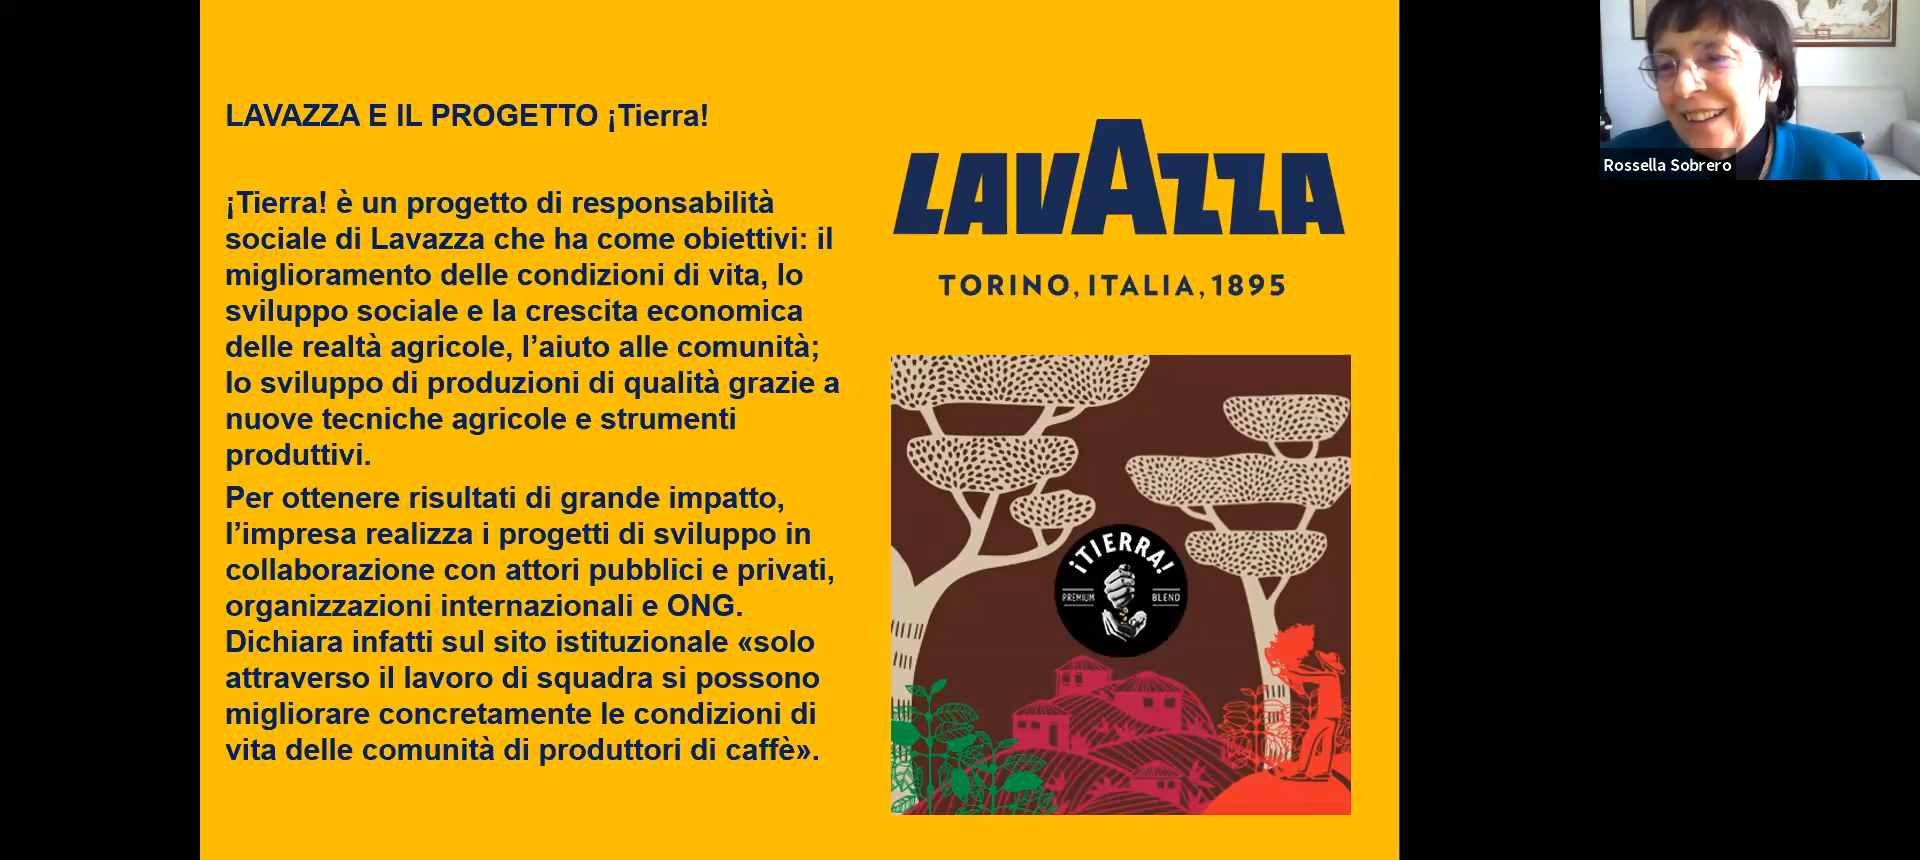 LAVAZZA E IL PROGETTO ¡Tierra!
¡Tierra! è un progetto di responsabilità
sociale di Lavazza che ha come obiettivi: il
miglioramento delle condizioni di vita, lo
sviluppo sociale e la crescita economica
delle realtà agricole, l’aiuto alle comunità;
lo sviluppo di produzioni di qualità grazie a
nuove tecniche agricole e strumenti
produttivi.
Per ottenere risultati di grande impatto,
l’impresa realizza i progetti di sviluppo in
collaborazione con attori pubblici e privati,
organizzazioni internazionali e ONG.
Dichiara infatti sul sito istituzionale «solo
attraverso il lavoro di squadra si possono
migliorare concretamente le condizioni di
vita delle comunità di produttori di caffè».
LAVAZZA
TORINO, ITALIA, 1895
¡TIERRA!
PREMIUM BLEND
Rossella Sobrero